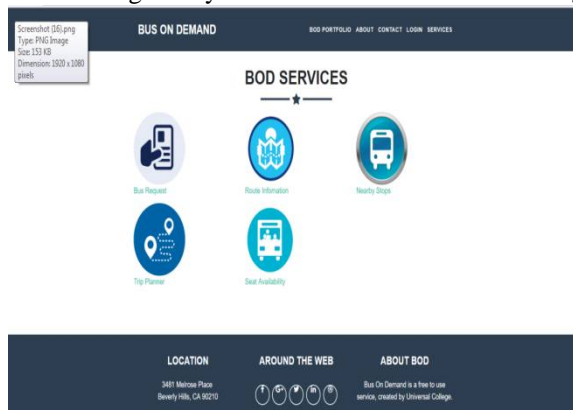 Screenshot (16).png
Type: PNG Image
Size: 153 KB
Dimension: 1920 x 1080
pixels
BUS ON DEMAND
BOD PORTFOLIO ABOUT CONTACT LOGIN SERVICES
BOD SERVICES
Bus Request
Route Information
Nearby Stops
Trip Planner
Seat Availability
LOCATION
3481 Melrose Place
Beverly Hills, CA 90210
AROUND THE WEB
f G+ in
ABOUT BOD
Bus On Demand is a free to use
service, created by Universal College.